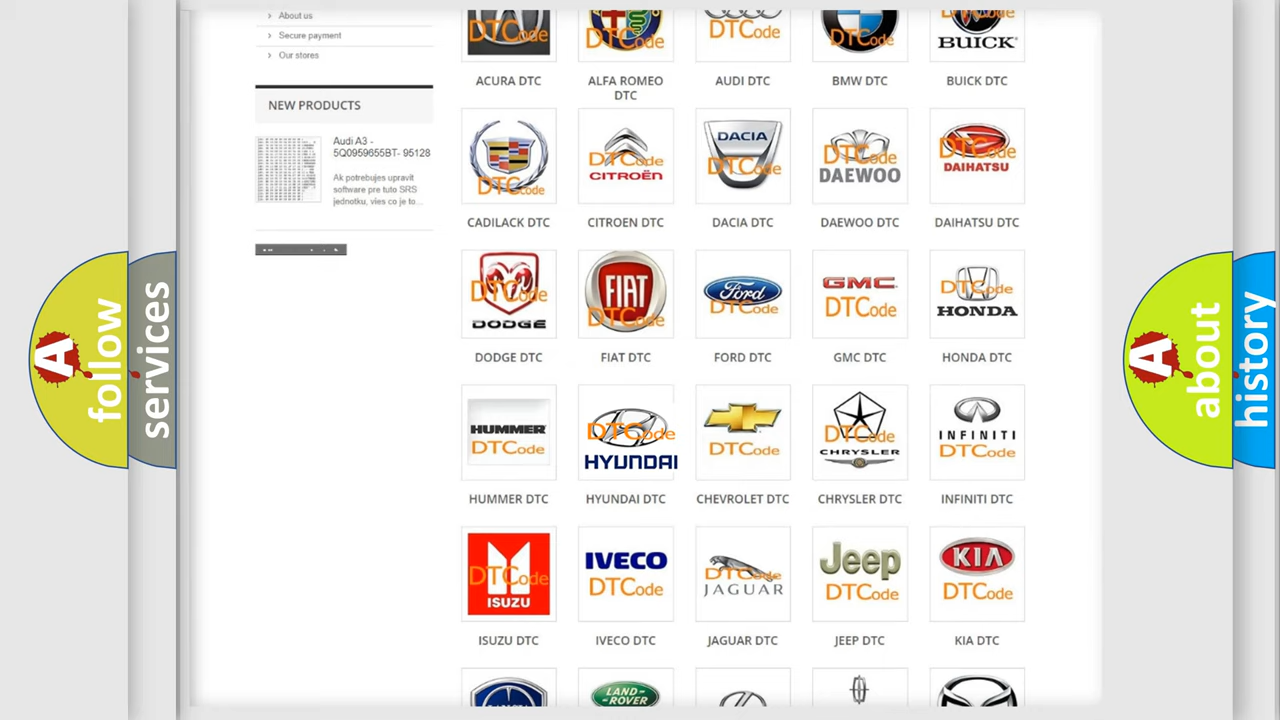 About us
Secure payment
Our stores
NEW PRODUCTS
Audi A3 -
5Q0959655BT- 95128
Ak potrebujes upravit
software pre tuto SRS
jednotku, vies co je to...
DTCode
DTCode
DTCode
DTCode
BUICK
ACURA DTC
ALFA ROMEO
DTC
AUDI DTC
BMW DTC
BUICK DTC
DTCode
DTCode
CITROËN
DACIA
DTCode
DTCode
DAEWOO
DTCode
DAIHATSU
CADILACK DTC
CITROEN DTC
DACIA DTC
DAEWOO DTC
DAIHATSU DTC
DTCode
DODGE
FIAT
DTCode
Ford
DTCode
GMC
DTCode
DTCode
HONDA
DODGE DTC
FIAT DTC
FORD DTC
GMC DTC
HONDA DTC
HUMMER
DTCode
DTCode
HYUNDAI
DTCode
DTCode
CHRYSLER
INFINITI
DTCode
HUMMER DTC
HYUNDAI DTC
CHEVROLET DTC
CHRYSLER DTC
INFINITI DTC
DTCode
ISUZU
IVECO
DTCode
DTCode
JAGUAR
Jeep
DTCode
KIA
DTCode
ISUZU DTC
IVECO DTC
JAGUAR DTC
JEEP DTC
KIA DTC
LAND-
ROVER
A follow
services
A about
history